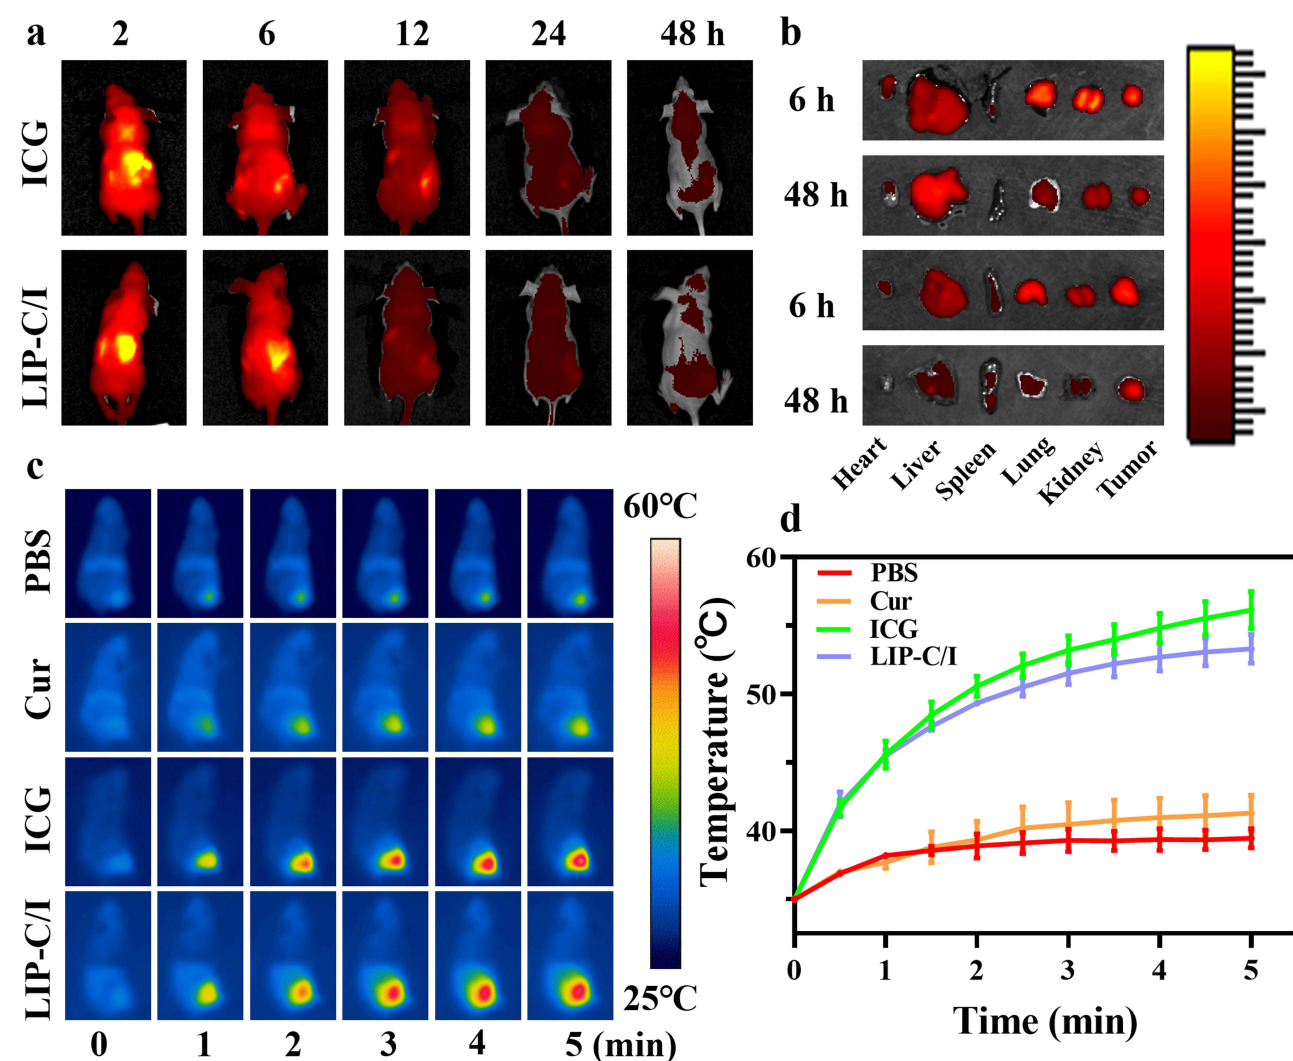 a
2 6 12 24 48 h
ICG
LIP-C/I
b
6 h
48 h
6 h
48 h
Heart Liver Spleen Lung Kidney Tumor
c
PBS
Cur
ICG
LIP-C/I
0 1 2 3 4 5 (min)
60℃
25℃
d
Temperature (℃)
60
50
40
PBS
Cur
ICG
LIP-C/I
0 1 2 3 4 5
Time (min)